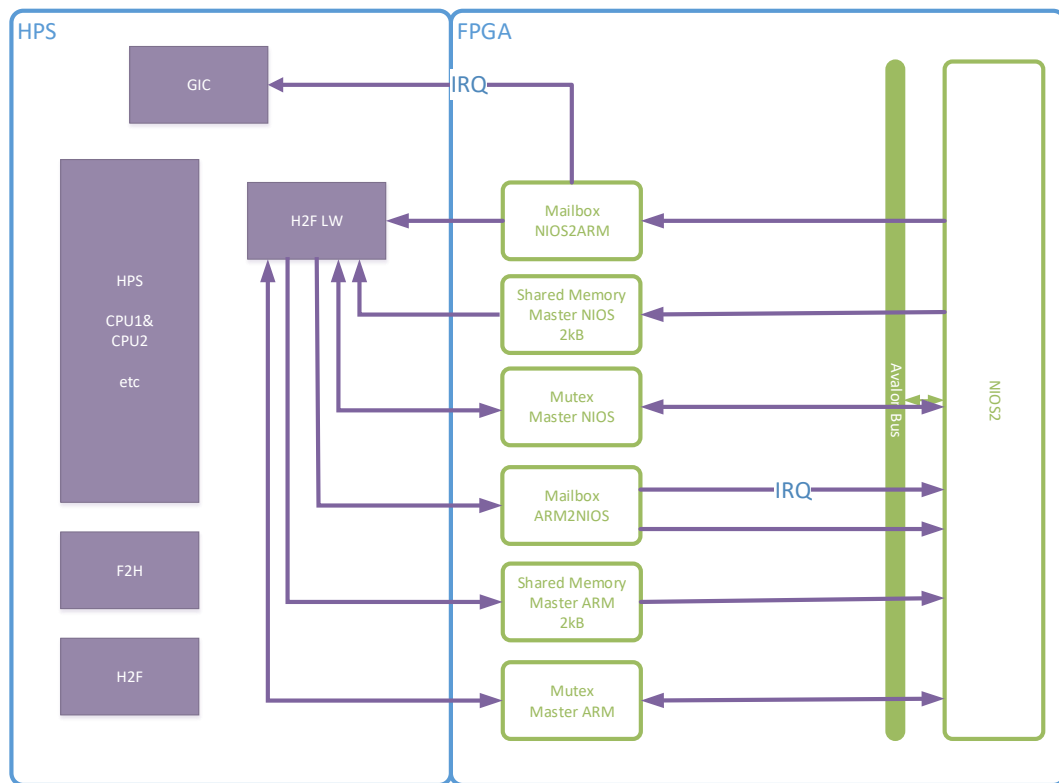 HPS
FPGA
GIC
IRQ
H2F LW
Mailbox
NIOS2ARM
HPS
CPU1&
CPU2
etc
Shared Memory
Master NIOS
2kB
Mutex
Master NIOS
Avalon Bus
NIOS2
Mailbox
ARM2NIOS
IRQ
F2H
Shared Memory
Master ARM
2kB
H2F
Mutex
Master ARM